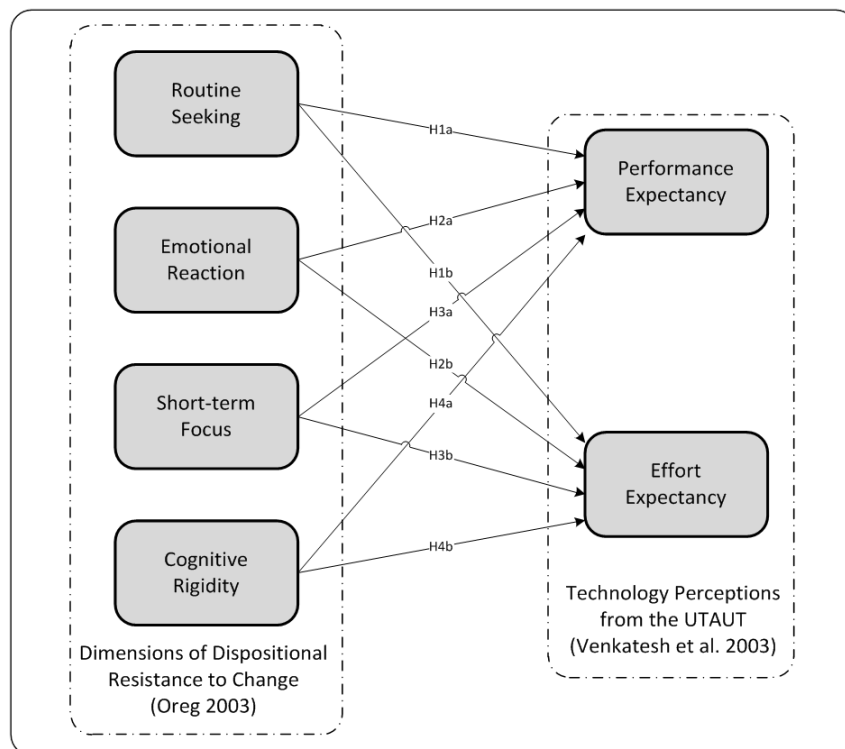 Routine
Seeking
Emotional
Reaction
Short-term
Focus
Cognitive
Rigidity
Dimensions of Dispositional
Resistance to Change
(Oreg 2003)
H1a
H2a
H1b
H3a
H2b
H4a
H3b
H4b
Performance
Expectancy
Effort
Expectancy
Technology Perceptions
from the UTAUT
(Venkatesh et al. 2003)